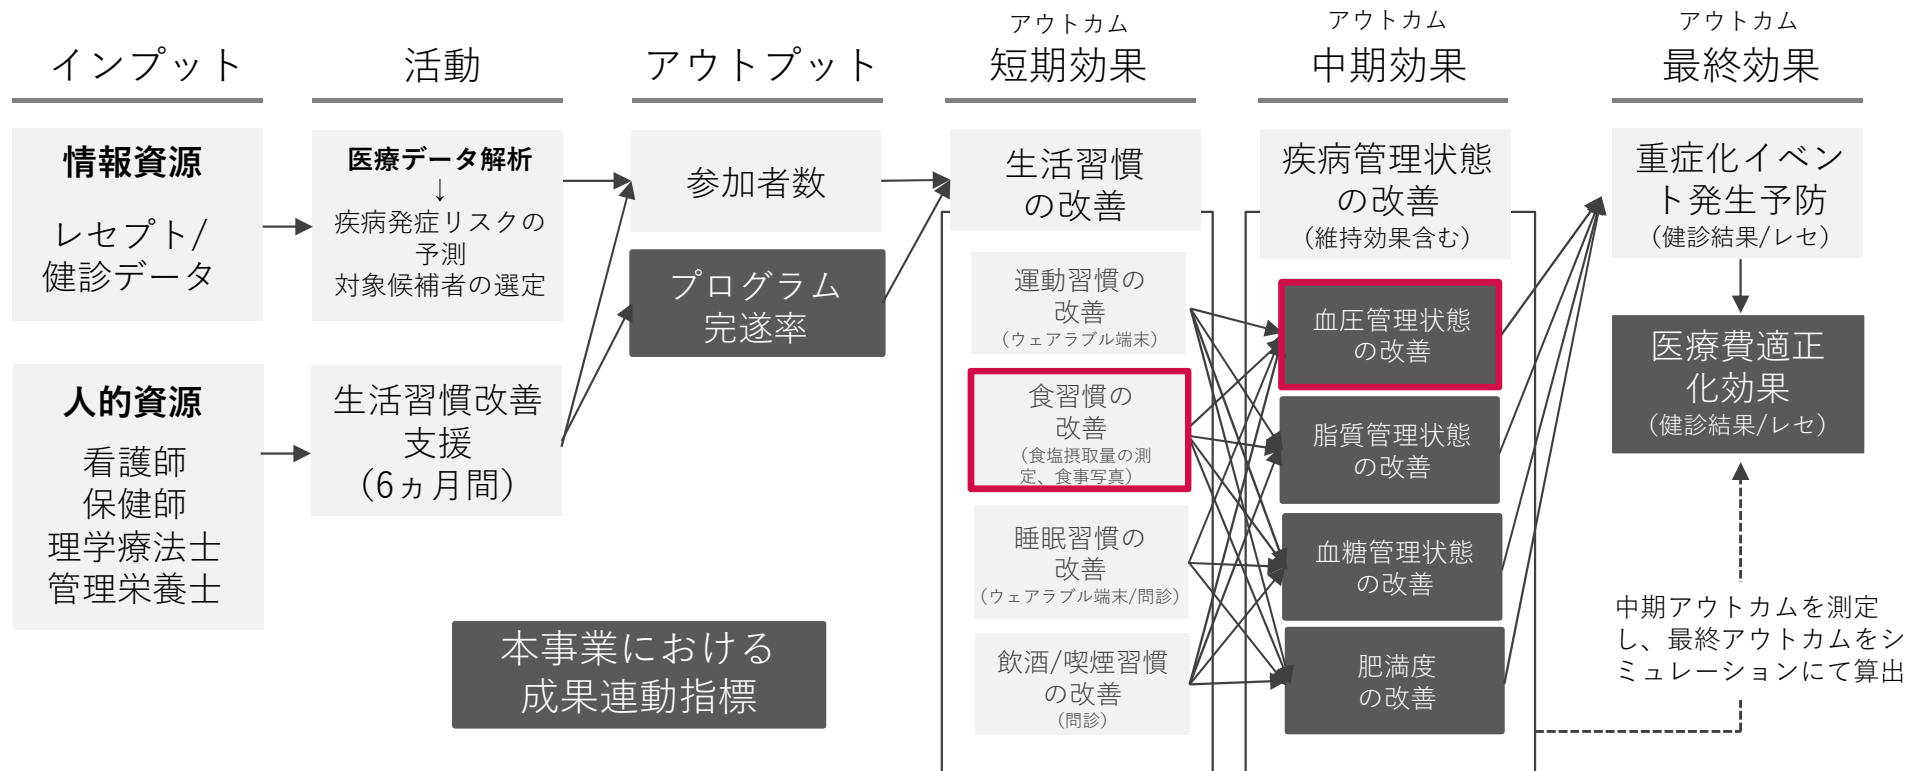 インプット
情報資源
レセプト/
健診データ
人的資源
看護師
保健師
理学療法士
管理栄養士
活動
医療データ解析
↓
疾病発症リスクの
予測
対象候補者の選定
生活習慣改善
支援
（6ヵ月間）
アウトプット
参加者数
プログラム
完遂率
本事業における
成果連動指標
アウトカム
短期効果
生活習慣
の改善
運動習慣の
改善
（ウェアラブル端末）
食習慣の
改善
（食塩摂取量の測
定、食事写真）
睡眠習慣の
改善
（ウェアラブル端末/問診）
飲酒/喫煙習慣
の改善
（問診）
アウトカム
中期効果
疾病管理状態
の改善
（維持効果含む）
血圧管理状態
の改善
脂質管理状態
の改善
血糖管理状態
の改善
肥満度
の改善
アウトカム
最終効果
重症化イベン
ト発生予防
（健診結果/レセ）
医療費適正
化効果
（健診結果/レセ）
中期アウトカムを測定
し、最終アウトカムをシ
ミュレーションにて算出